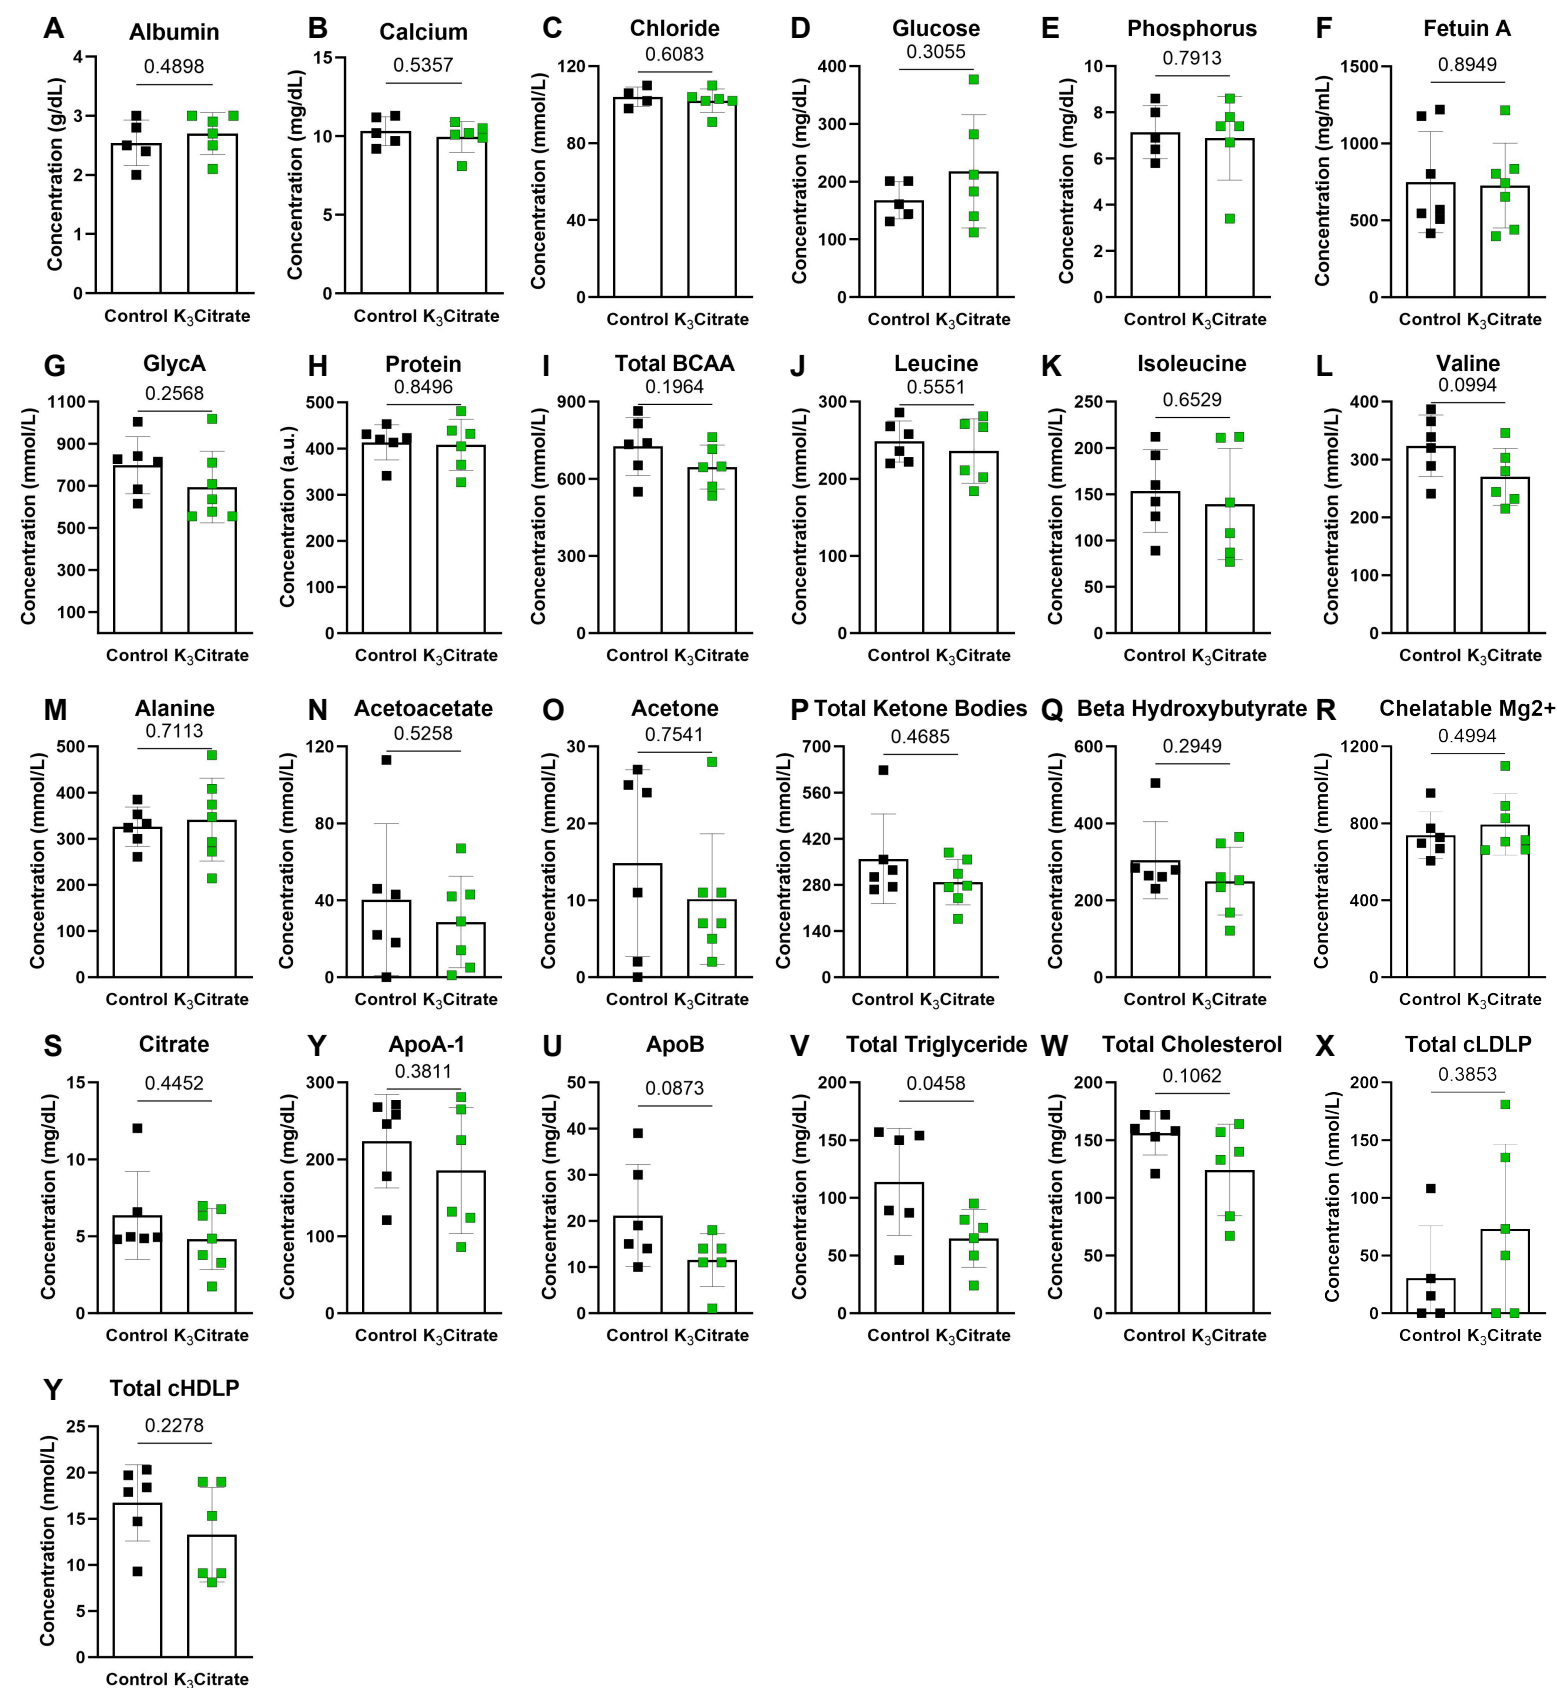 A Albumin
0.4898
Concentration (g/dL)
4
3
2
1
0
Control K3Citrate
B Calcium
0.5357
Concentration (mg/dL)
15
10
5
0
Control K3Citrate
C Chloride
0.6083
Concentration (mmol/L)
120
80
40
0
Control K3Citrate
D Glucose
0.3055
Concentration (mg/dL)
400
300
200
100
0
Control K3Citrate
E Phosphorus
0.7913
Concentration (mg/dL)
10
8
6
4
2
0
Control K3Citrate
F Fetuin A
0.8949
Concentration (mg/mL)
1500
1000
500
0
Control K3Citrate
G GlycA
0.2568
Concentration (mmol/L)
1100
900
700
500
300
100
Control K3Citrate
H Protein
0.8496
Concentration (a.u.)
500
400
300
200
100
0
Control K3Citrate
I Total BCAA
0.1964
Concentration (mmol/L)
900
600
300
0
Control K3Citrate
J Leucine
0.5551
Concentration (mmol/L)
300
200
100
0
Control K3Citrate
K Isoleucine
0.6529
Concentration (mmol/L)
250
200
150
100
50
0
Control K3Citrate
L Valine
0.0994
Concentration (mmol/L)
400
300
200
100
0
Control K3Citrate
M Alanine
0.7113
Concentration (mmol/L)
500
400
300
200
100
0
Control K3Citrate
N Acetoacetate
0.5258
Concentration (mmol/L)
120
80
40
0
Control K3Citrate
O Acetone
0.7541
Concentration (mmol/L)
30
20
10
0
Control K3Citrate
P Total Ketone Bodies
0.4685
Concentration (mmol/L)
700
560
420
280
140
0
Control K3Citrate
Q Beta Hydroxybutyrate
0.2949
Concentration (mmol/L)
600
400
200
0
Control K3Citrate
R Chelatable Mg2+
0.4994
Concentration (mmol/L)
1200
800
400
0
Control K3Citrate
S Citrate
0.4452
Concentration (mg/dL)
15
10
5
0
Control K3Citrate
Y ApoA-1
0.3811
Concentration (mg/dL)
300
200
100
0
Control K3Citrate
U ApoB
0.0873
Concentration (mg/dL)
50
40
30
20
10
0
Control K3Citrate
V Total Triglyceride
0.0458
Concentration (mg/dL)
200
150
100
50
0
Control K3Citrate
W Total Cholesterol
0.1062
Concentration (mg/dL)
200
150
100
50
0
Control K3Citrate
X Total cLDLP
0.3853
Concentration (nmol/L)
200
150
100
50
0
Control K3Citrate
Y Total cHDLP
0.2278
Concentration (nmol/L)
25
20
15
10
5
0
Control K3Citrate